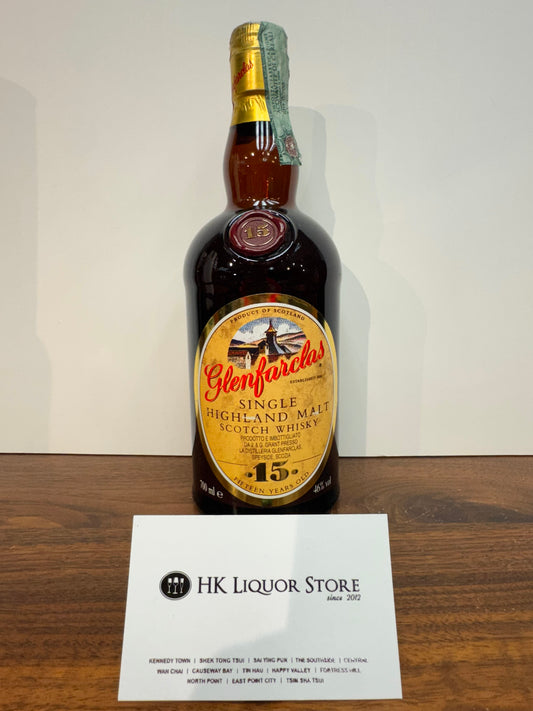 Glenfarclas
15
PRODUCT OF SCOTLAND
Glenfarclas
SINGLE
HIGHLAND MALT
SCOTCH WHISKY
PRODOTTO E IMBOTTIGLIATO
DA J. & G. GRANT PRESSO
LA DISTILLERIA GLENFARCLAS,
SPEYSIDE, SCOZIA
·15·
700 ml e FIFTEEN YEARS OLD 46% vol
HK LIQUOR STORE
since 2012
KENNEDY TOWN | SHEK TONG TSUI | SAI YING PUN | THE SOUTHSIDE | CENTRAL
WAN CHAI | CAUSEWAY BAY | TIN HAU | HAPPY VALLEY | FORTRESS HILL
NORTH POINT | EAST POINT CITY | TSIN SHA TSUI